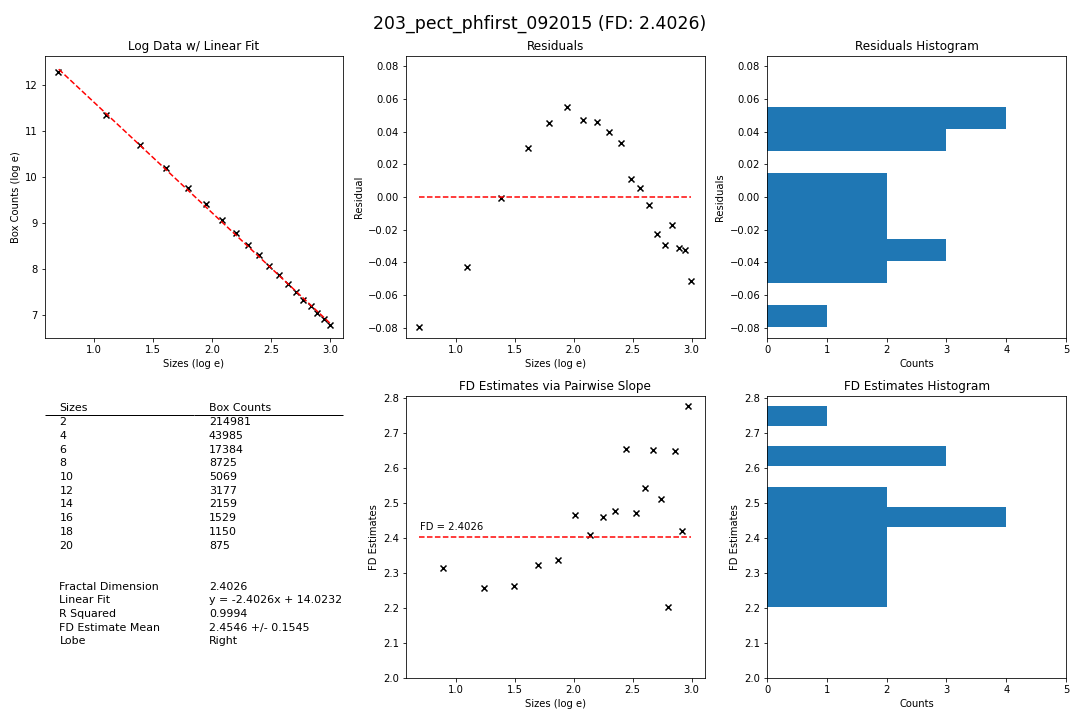 203_pect_phfirst_092015 (FD: 2.4026)
Log Data w/ Linear Fit
Box Counts (log e)
12
11
10
9
8
7
1.0 1.5 2.0 2.5 3.0
Sizes (log e)
Residuals
Residual
0.08
0.06
0.04
0.02
0.00
−0.02
−0.04
−0.06
−0.08
1.0 1.5 2.0 2.5 3.0
Sizes (log e)
Residuals Histogram
Residuals
0.08
0.06
0.04
0.02
0.00
−0.02
−0.04
−0.06
−0.08
0 1 2 3 4 5
Counts
Sizes Box Counts
2 214981
4 43985
6 17384
8 8725
10 5069
12 3177
14 2159
16 1529
18 1150
20 875
Fractal Dimension 2.4026
Linear Fit y = -2.4026x + 14.0232
R Squared 0.9994
FD Estimate Mean 2.4546 +/- 0.1545
Lobe Right
FD Estimates via Pairwise Slope
FD Estimates
2.8
2.7
2.6
2.5
2.4
2.3
2.2
2.1
2.0
FD = 2.4026
1.0 1.5 2.0 2.5 3.0
Sizes (log e)
FD Estimates Histogram
FD Estimates
2.8
2.7
2.6
2.5
2.4
2.3
2.2
2.1
2.0
0 1 2 3 4 5
Counts